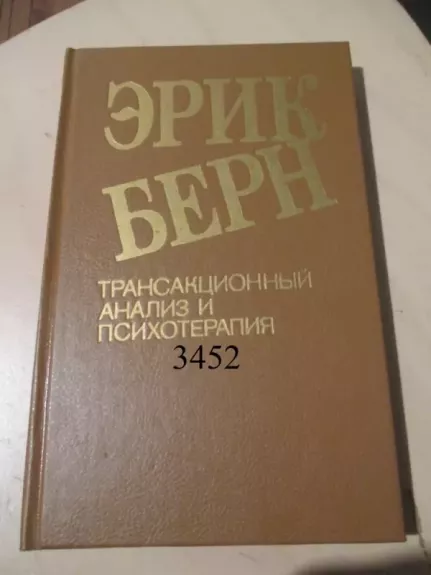 ЭРИК
БЕРН
ТРАНСАКЦИОННЫЙ
АНАЛИЗ И
ПСИХОТЕРАПИЯ
3452